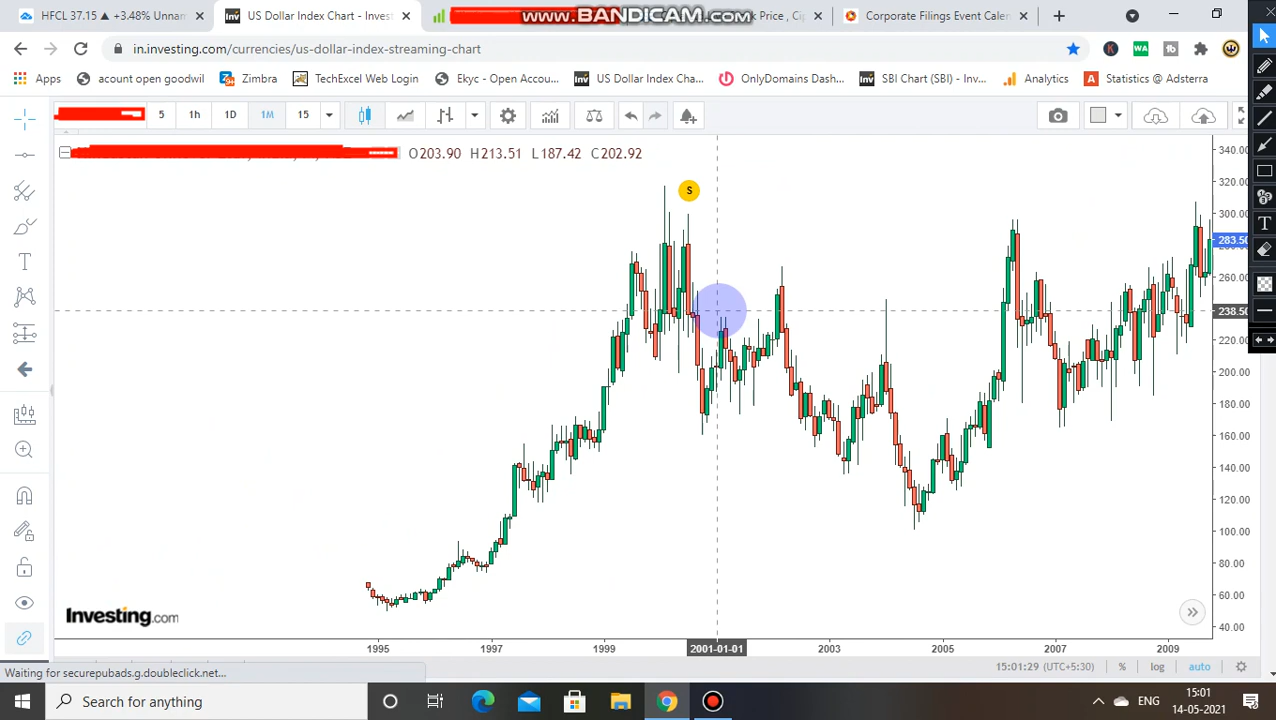 HFCL 37.15 ▲ +3.48% Unnan
US Dollar Index Chart - Invest
www.BANDICAM.com
k Price , C
Corporate Filings Event Caler
in.investing.com/currencies/us-dollar-index-streaming-chart
Apps
acount open goodwil
Zimbra
TechExcel Web Login
Ekyc - Open Accou...
US Dollar Index Cha...
OnlyDomains Dash...
SBI Chart (SBI) - Inv...
Analytics
Statistics @ Adsterra
5 1h 1D 1M 15
O203.90 H213.51 L187.42 C202.92
S
340.00
320.00
300.00
283.50
260.00
238.50
220.00
200.00
180.00
160.00
140.00
120.00
100.00
80.00
60.00
40.00
Investing.com
1995 1997 1999 2001-01-01 2003 2005 2007 2009
Waiting for securepubads.g.doubleclick.net...
15:01:29 (UTC+5:30) % log auto
Search for anything
ENG
15:01
14-05-2021